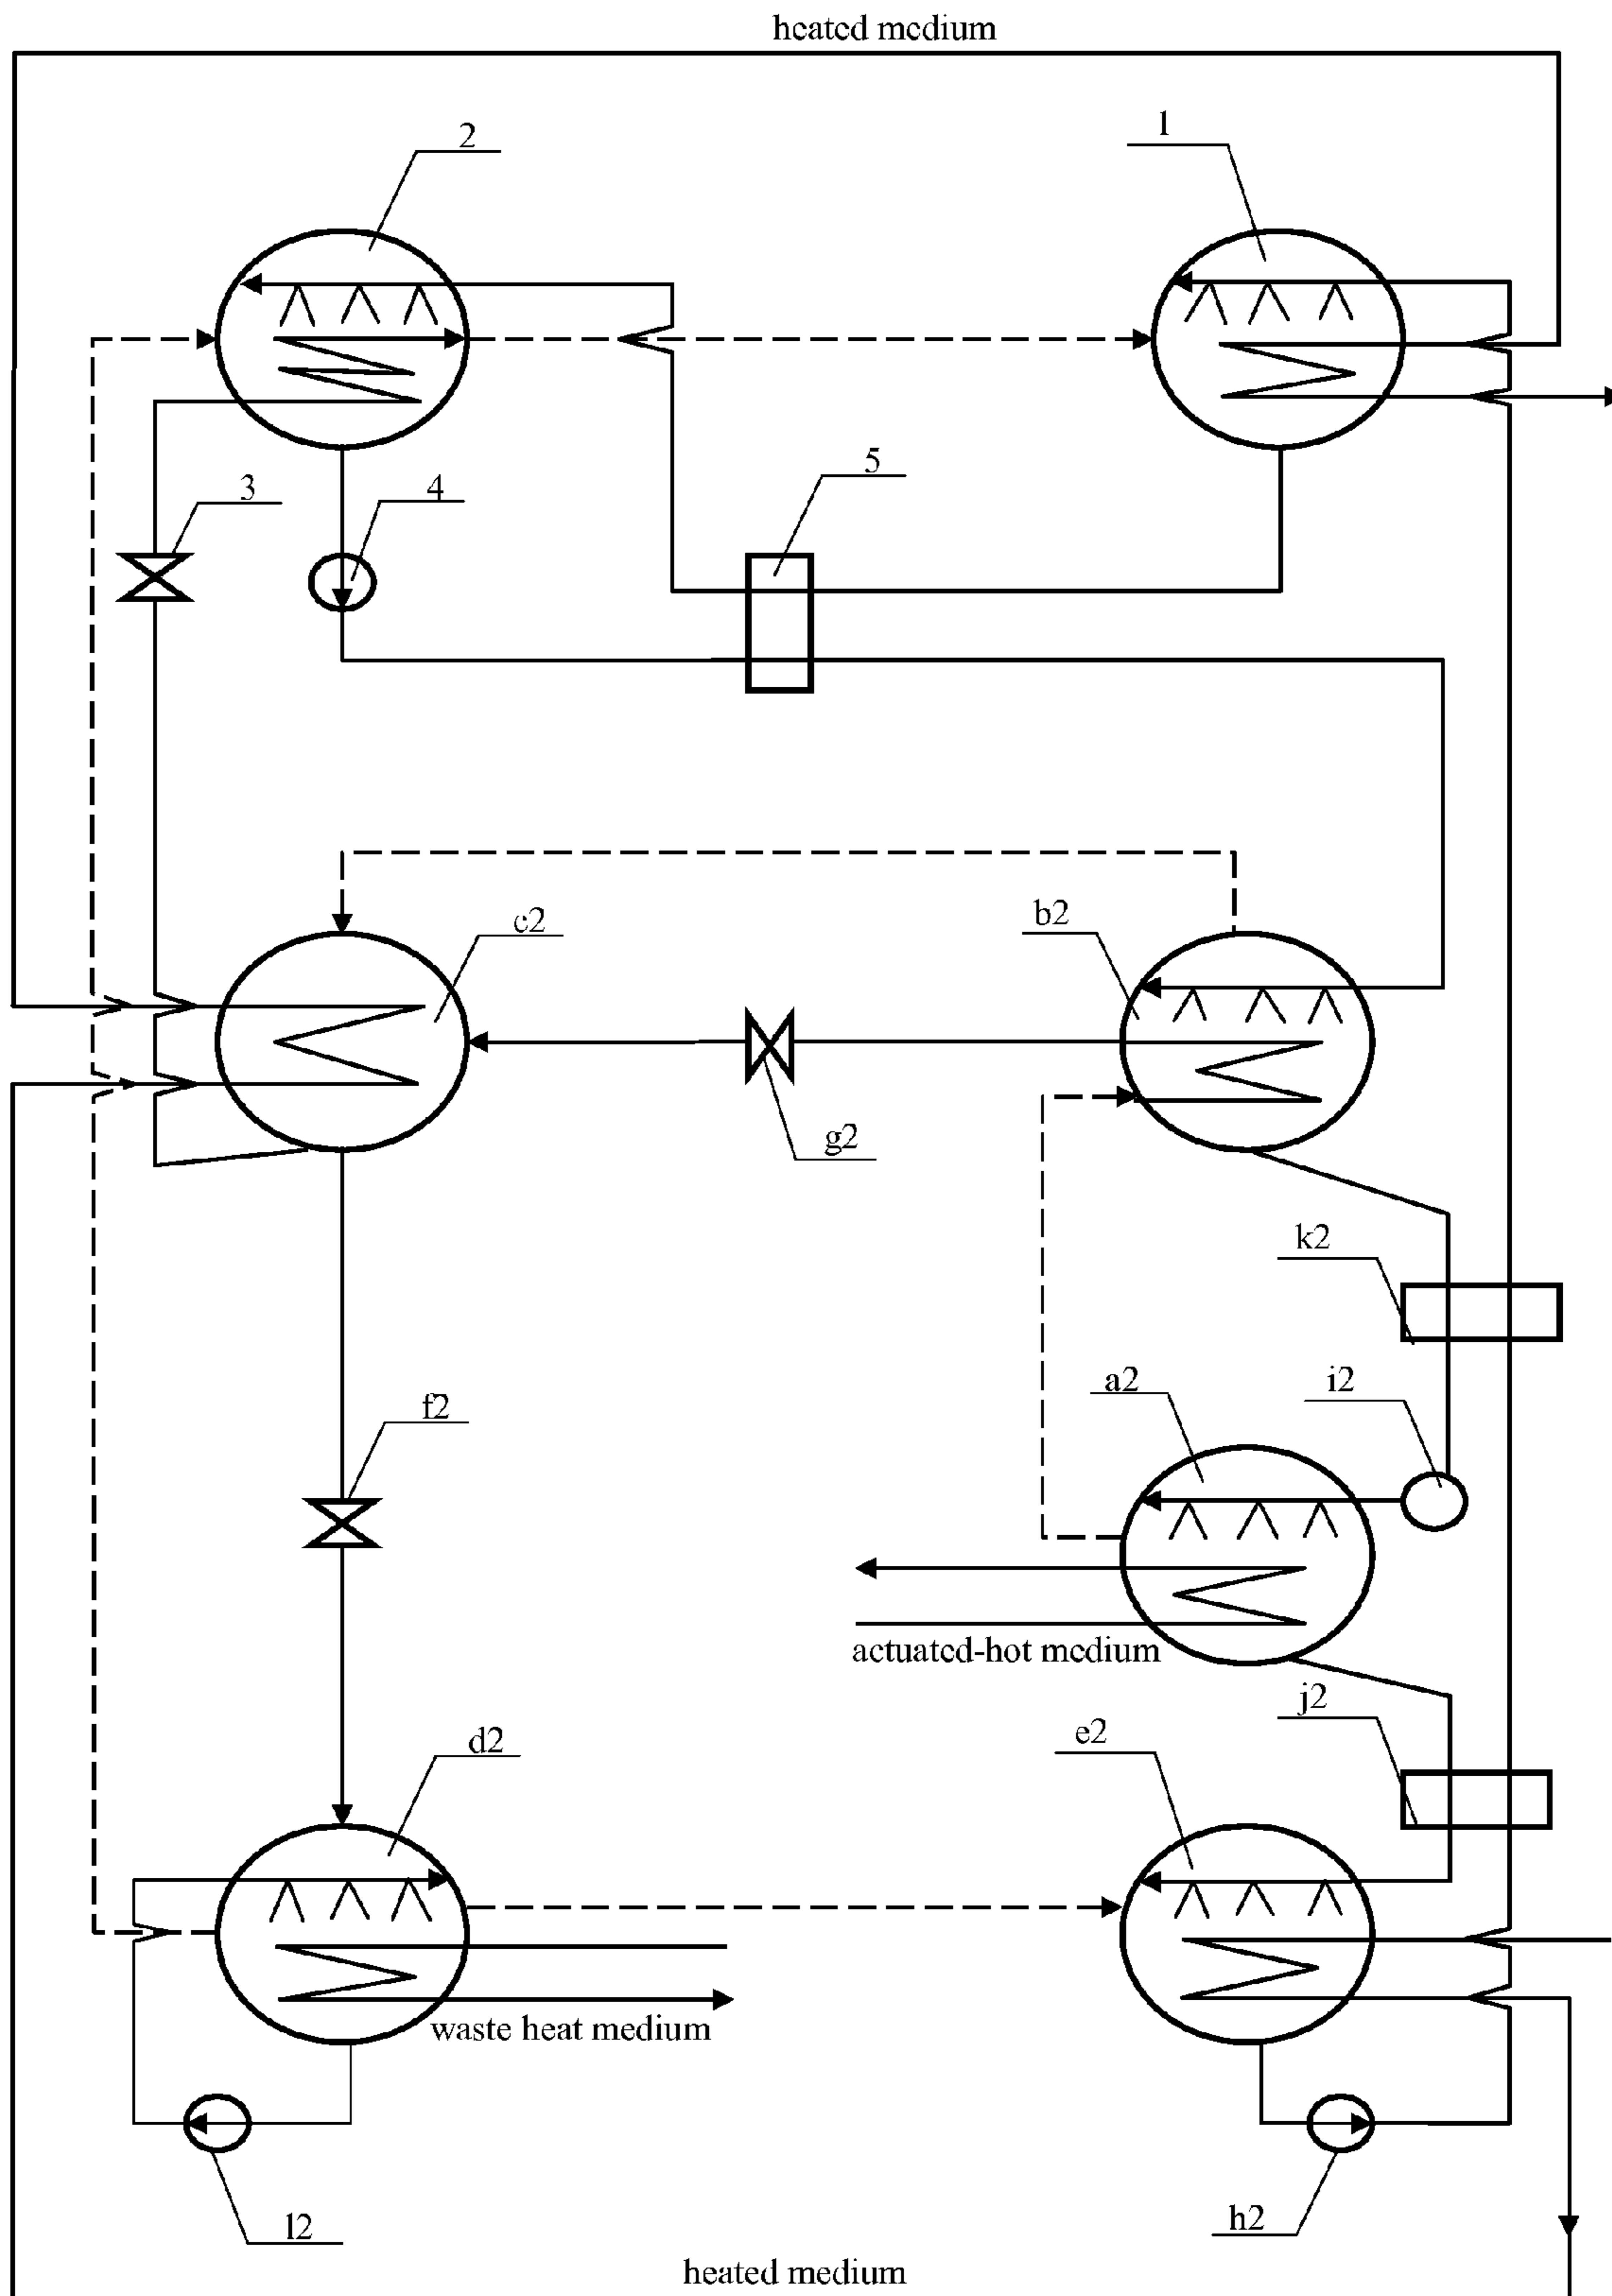 heated medium
1
2
5
3
4
c2
b2
g2
k2
a2
i2
f2
actuated-hot medium
j2
e2
d2
waste heat medium
h2
l2
heated medium